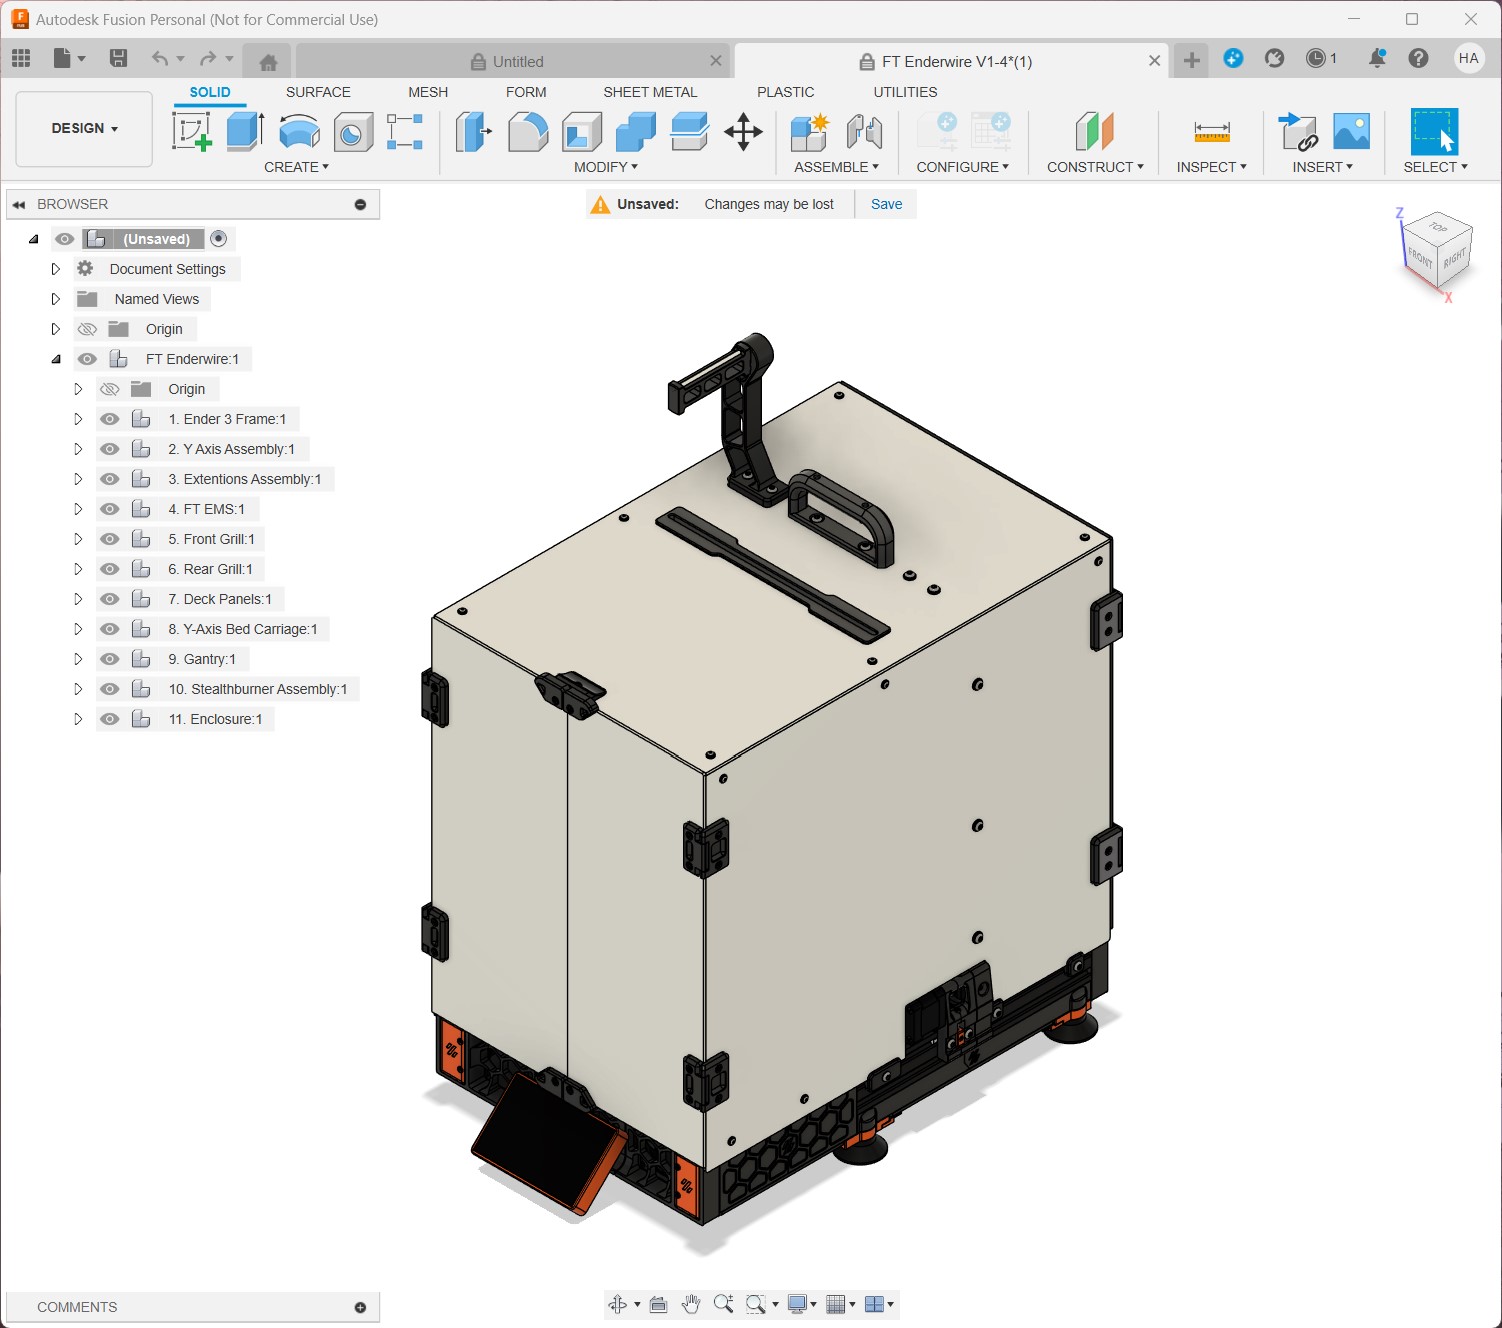 Autodesk Fusion Personal (Not for Commercial Use)
Untitled
FT Enderwire V1-4*(1)
1
HA
DESIGN
SOLID
SURFACE
MESH
FORM
SHEET METAL
PLASTIC
UTILITIES
CREATE
MODIFY
ASSEMBLE
CONFIGURE
CONSTRUCT
INSPECT
INSERT
SELECT
BROWSER
Unsaved:
Changes may be lost
Save
Z
TOP
FRONT
RIGHT
X
(Unsaved)
Document Settings
Named Views
Origin
FT Enderwire:1
Origin
1. Ender 3 Frame:1
2. Y Axis Assembly:1
3. Extentions Assembly:1
4. FT EMS:1
5. Front Grill:1
6. Rear Grill:1
7. Deck Panels:1
8. Y-Axis Bed Carriage:1
9. Gantry:1
10. Stealthburner Assembly:1
11. Enclosure:1
COMMENTS